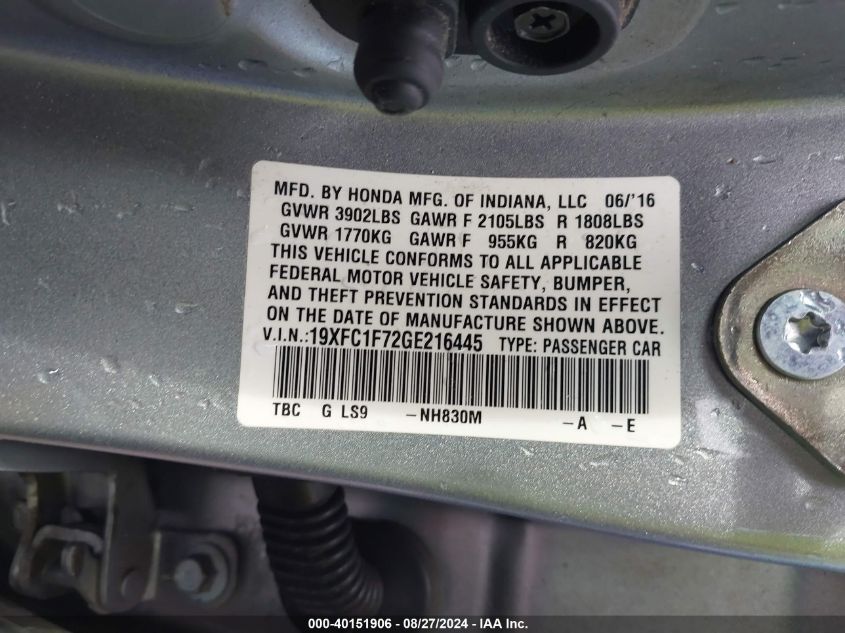 MFD. BY HONDA MFG. OF INDIANA, LLC 06/'16
GVWR 3902LBS GAWR F 2105LBS R 1808LBS
GVWR 1770KG GAWR F 955KG R 820KG
THIS VEHICLE CONFORMS TO ALL APPLICABLE
FEDERAL MOTOR VEHICLE SAFETY, BUMPER,
AND THEFT PREVENTION STANDARDS IN EFFECT
ON THE DATE OF MANUFACTURE SHOWN ABOVE.
V.I.N.:19XFC1F72GE216445 TYPE: PASSENGER CAR
TBC G LS9 -NH830M -A -E
000-40151906 - 08/27/2024 - IAA Inc.